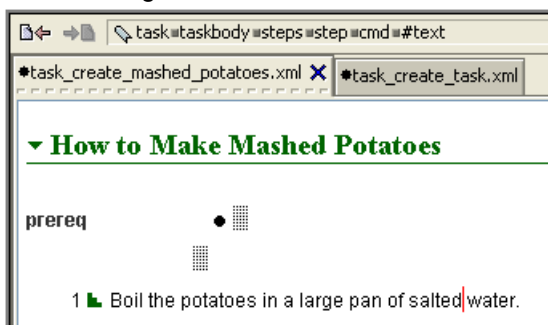 task taskbody steps step cmd #text
task_create_mashed_potatoes.xml task_create_task.xml
How to Make Mashed Potatoes
prereq
1 Boil the potatoes in a large pan of salted water.